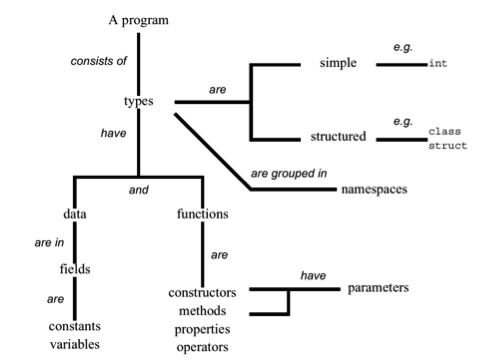 A program
consists of
e.g.
simple
int
are
types
e.g.
structured
class
struct
have
are grouped in
namespaces
and
data
functions
are in
are
fields
have
constructors
parameters
are
methods
constants
properties
variables
operators